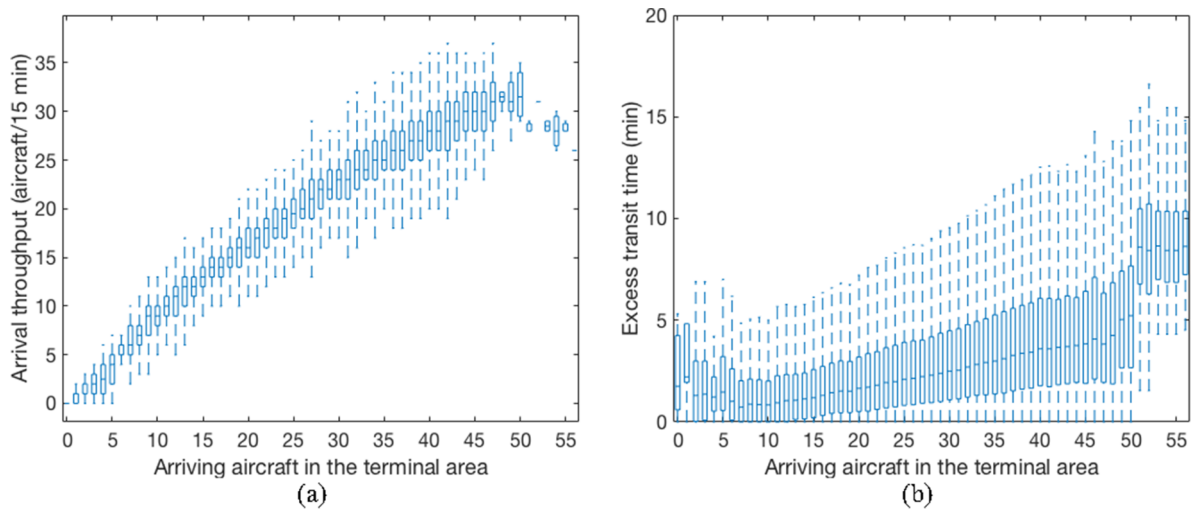 35
30
25
20
15
10
5
0
Arrival throughput (aircraft/15 min)
0 5 10 15 20 25 30 35 40 45 50 55
Arriving aircraft in the terminal area
(a)
20
15
10
5
0
Excess transit time (min)
0 5 10 15 20 25 30 35 40 45 50 55
Arriving aircraft in the terminal area
(b)